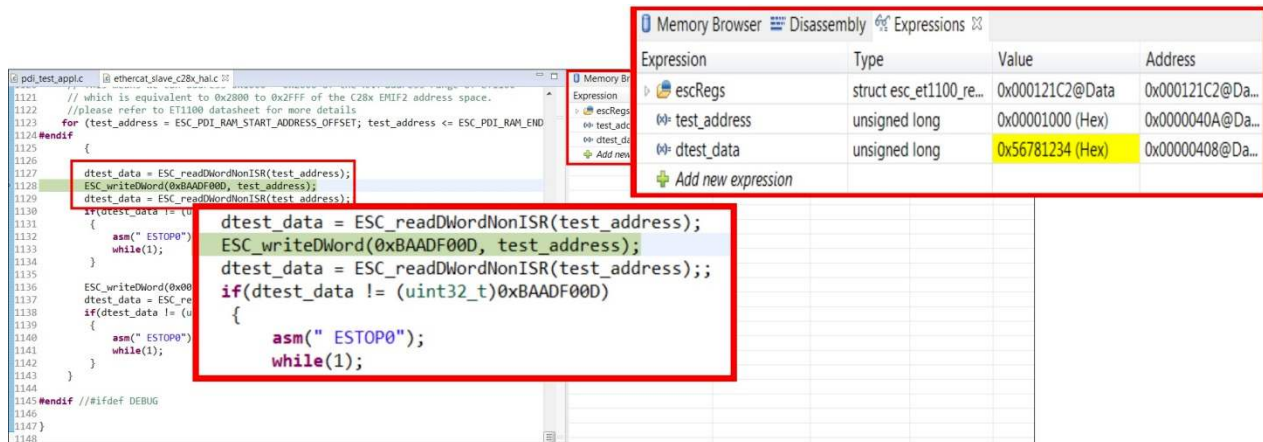 pdi_test_appl.c ethercat_slave_c28x_hal.c
1121 // which is equivalent to 0x2800 to 0x2FFF of the C28x EMIF2 address space.
1122 //please refer to ET1100 datasheet for more details
1123 for (test_address = ESC_PDI_RAM_START_ADDRESS_OFFSET; test_address <= ESC_PDI_RAM_END
1124 #endif
1125 {
1126
1127 dtest_data = ESC_readDWordNonISR(test_address);
1128 ESC_writeDWord(0xBAADF00D, test_address);
1129 dtest_data = ESC_readDWordNonISR(test_address);
1130 if(dtest_data != (u
1131 {
1132 asm(" ESTOP0")
1133 while(1);
1134 }
1135
1136 ESC_writeDWord(0x00
1137 dtest_data = ESC_re
1138 if(dtest_data != (u
1139 {
1140 asm(" ESTOP0")
1141 while(1);
1142 }
1143 }
1144
1145 #endif //#ifdef DEBUG
1146
1147 }
1148
dtest_data = ESC_readDWordNonISR(test_address);
ESC_writeDWord(0xBAADF00D, test_address);
dtest_data = ESC_readDWordNonISR(test_address);;
if(dtest_data != (uint32_t)0xBAADF00D)
{
asm(" ESTOP0");
while(1);
Memory Br
Expression
escRegs
test_add
dtest_da
Add new
Memory Browser Disassembly Expressions
Expression Type Value Address
escRegs struct esc_et1100_re... 0x000121C2@Data 0x000121C2@Da...
test_address unsigned long 0x00001000 (Hex) 0x0000040A@Da...
dtest_data unsigned long 0x56781234 (Hex) 0x00000408@Da...
Add new expression